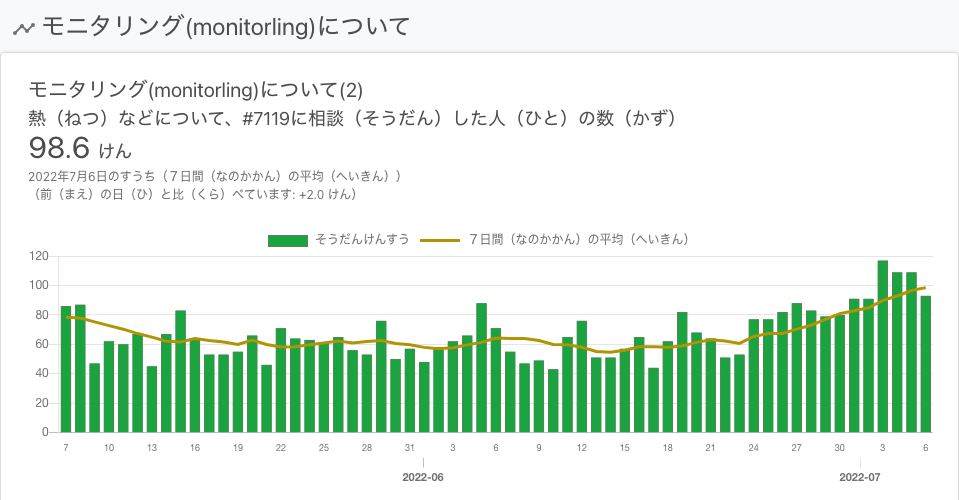 モニタリング(monitorling)について
モニタリング(monitorling)について(2)
熱（ねつ）などについて、#7119に相談（そうだん）した人（ひと）の数（かず）
98.6 けん
2022年7月6日のすうち（７日間（なのかかん）の平均（へいきん））
（前（まえ）の日（ひ）と比（くら）べています: +2.0 けん）
そうだんけんすう ７日間（なのかかん）の平均（へいきん）
120
100
80
60
40
20
0
7 10 13 16 19 22 25 28 31 3 6 9 12 15 18 21 24 27 30 3 6
2022-06 2022-07